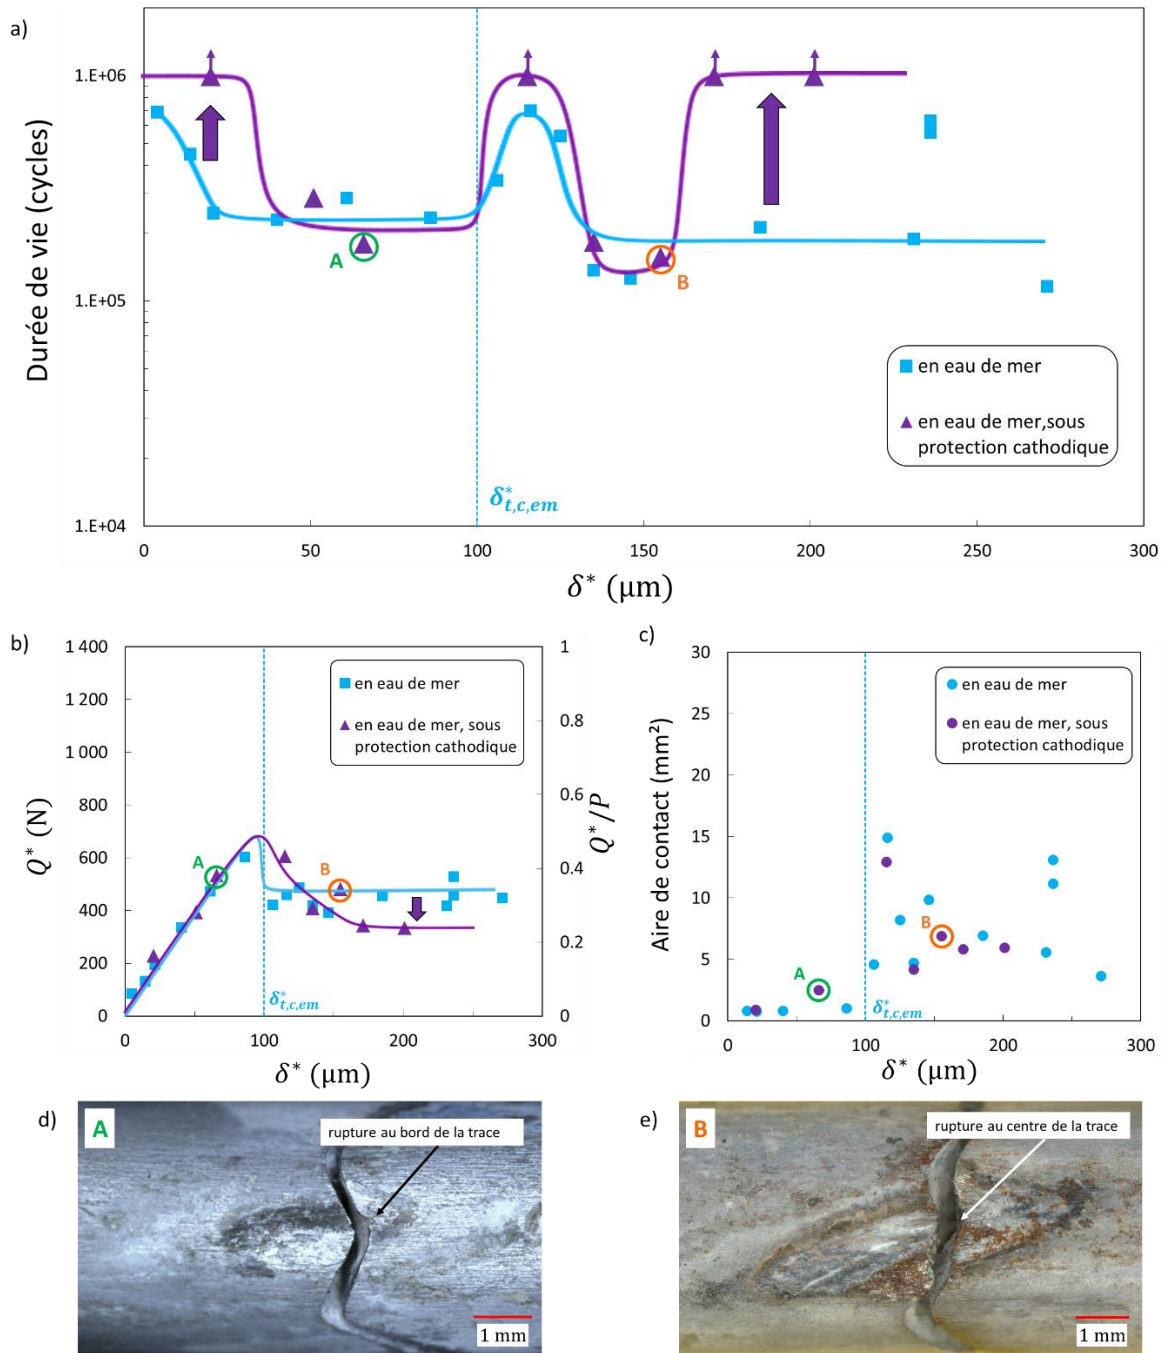 a)
Durée de vie (cycles)
1.E+06
1.E+05
1.E+04
A
B
en eau de mer
en eau de mer,sous
protection cathodique
δ*t,c,em
0 50 100 150 200 250 300
δ* (µm)
b)
Q* (N)
1 400
1 200
1 000
800
600
400
200
0
1
0.8
0.6
0.4
0.2
0
Q*/P
en eau de mer
en eau de mer, sous
protection cathodique
A
B
δ*t,c,em
0 100 200 300
δ* (µm)
c)
Aire de contact (mm²)
30
25
20
15
10
5
0
en eau de mer
en eau de mer, sous
protection cathodique
A
B
δ*t,c,em
0 100 200 300
δ* (µm)
d)
A
rupture au bord de la trace
1 mm
e)
B
rupture au centre de la trace
1 mm